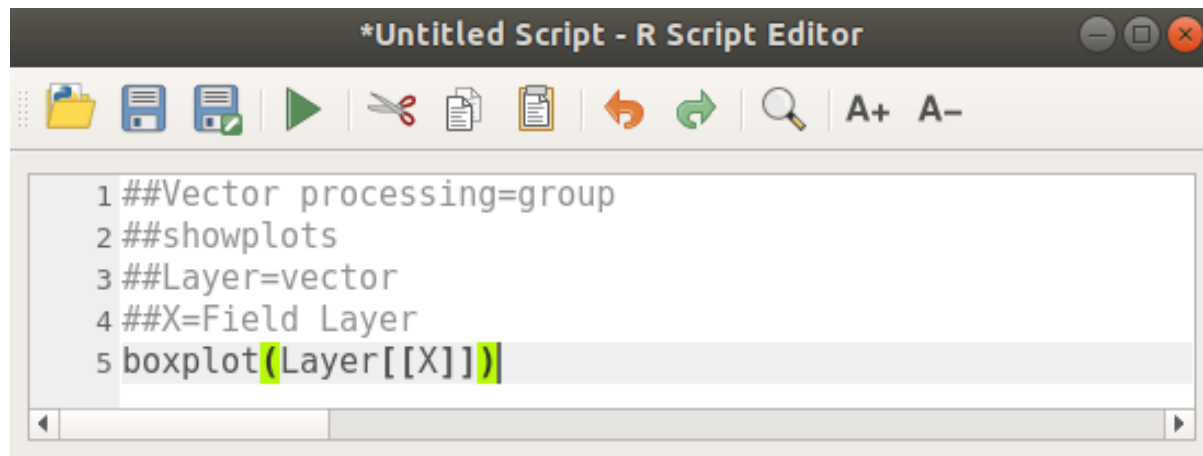 *Untitled Script - R Script Editor
A+ A-
1 ##Vector processing=group
2 ##showplots
3 ##Layer=vector
4 ##X=Field Layer
5 boxplot(Layer[[X]])